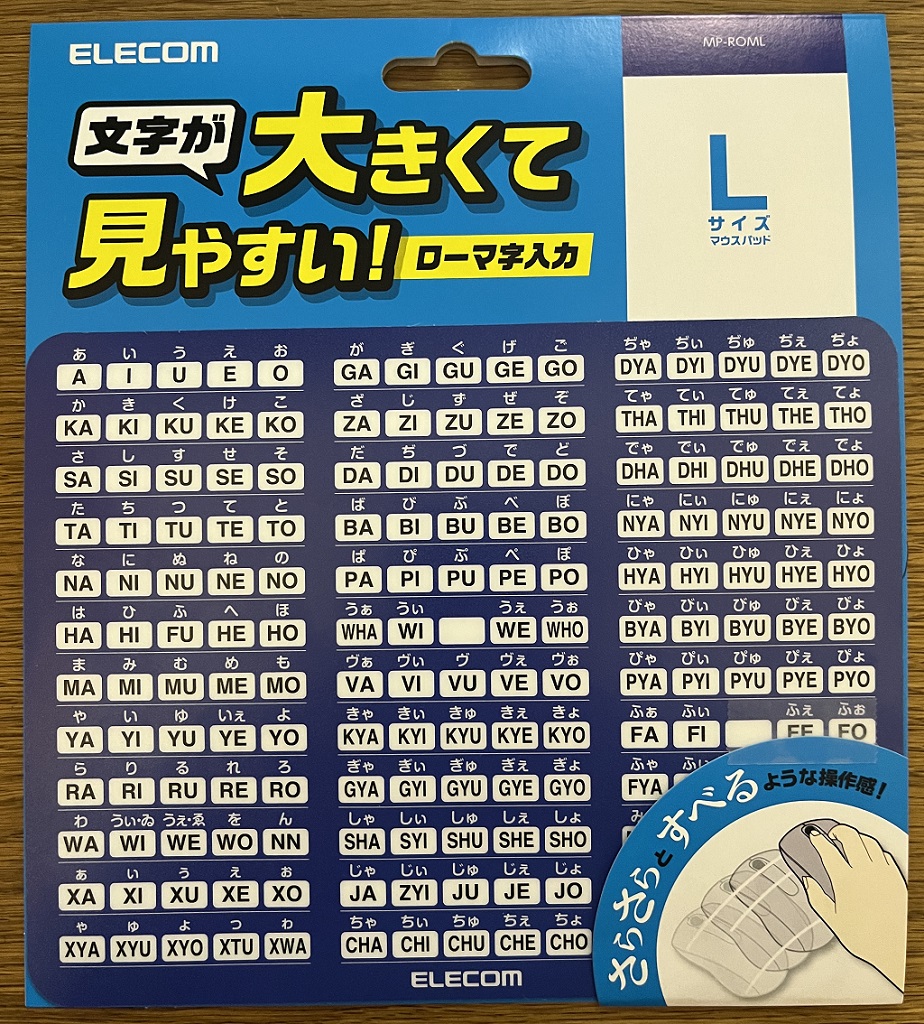 ELECOM
MP-ROML
文字が
大きくて
見やすい!
ローマ字入力
L
サイズ
マウスパッド
あ い う え お
A I U E O
か き く け こ
KA KI KU KE KO
さ し す せ そ
SA SI SU SE SO
た ち つ て と
TA TI TU TE TO
な に ぬ ね の
NA NI NU NE NO
は ひ ふ へ ほ
HA HI FU HE HO
ま み む め も
MA MI MU ME MO
や い ゆ いぇ よ
YA YI YU YE YO
ら り る れ ろ
RA RI RU RE RO
わ うぃ・ゐ うぇ・ゑ を ん
WA WI WE WO NN
ぁ ぃ ぅ ぇ ぉ
XA XI XU XE XO
ゃ ゅ ょ っ ゎ
XYA XYU XYO XTU XWA
が ぎ ぐ げ ご
GA GI GU GE GO
ざ じ ず ぜ ぞ
ZA ZI ZU ZE ZO
だ ぢ づ で ど
DA DI DU DE DO
ば び ぶ べ ぼ
BA BI BU BE BO
ぱ ぴ ぷ ぺ ぽ
PA PI PU PE PO
うぁ うぃ うぇ うぉ
WHA WI WE WHO
ヴぁ ヴぃ ヴ ヴぇ ヴぉ
VA VI VU VE VO
きゃ きぃ きゅ きぇ きょ
KYA KYI KYU KYE KYO
ぎゃ ぎぃ ぎゅ ぎぇ ぎょ
GYA GYI GYU GYE GYO
しゃ しぃ しゅ しぇ しょ
SHA SYI SHU SHE SHO
じゃ じぃ じゅ じぇ じょ
JA ZYI JU JE JO
ちゃ ちぃ ちゅ ちぇ ちょ
CHA CHI CHU CHE CHO
ぢゃ ぢぃ ぢゅ ぢぇ ぢょ
DYA DYI DYU DYE DYO
てゃ てぃ てゅ てぇ てょ
THA THI THU THE THO
でゃ でぃ でゅ でぇ でょ
DHA DHI DHU DHE DHO
にゃ にぃ にゅ にぇ にょ
NYA NYI NYU NYE NYO
ひゃ ひぃ ひゅ ひぇ ひょ
HYA HYI HYU HYE HYO
びゃ びぃ びゅ びぇ びょ
BYA BYI BYU BYE BYO
ぴゃ ぴぃ ぴゅ ぴぇ ぴょ
PYA PYI PYU PYE PYO
ふぁ ふぃ ふぇ ふぉ
FA FI FE FO
ふゃ
FYA
さらさらとすべるような操作感!
ELECOM